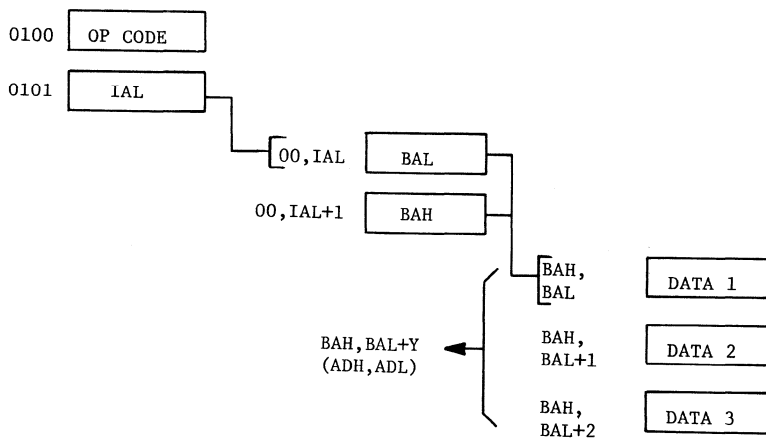 0100 OP CODE
0101 IAL
00,IAL BAL
00,IAL+1 BAH
BAH,
BAL DATA 1
BAH,BAL+Y
(ADH,ADL)
BAH,
BAL+1 DATA 2
BAH,
BAL+2 DATA 3